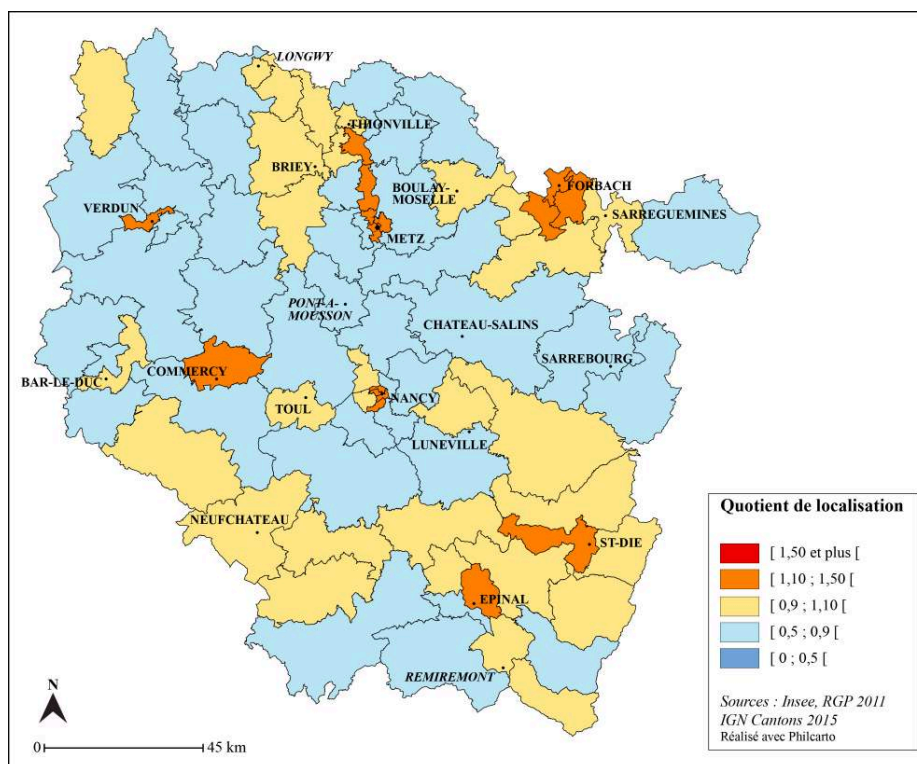 LONGWY
THIONVILLE
BRIEY
BOULAY-
MOSELLE
FORBACH
VERDUN
SARREGUEMINES
METZ
PONT-A-
MOUSSON
CHATEAU-SALINS
SARREBOURG
BAR-LE-DUC
COMMERCY
TOUL
NANCY
LUNEVILLE
NEUFCHATEAU
ST-DIE
EPINAL
REMIREMONT
N
0 45 km
Quotient de localisation
[ 1,50 et plus [
[ 1,10 ; 1,50 [
[ 0,9 ; 1,10 [
[ 0,5 ; 0,9 [
[ 0 ; 0,5 [
Sources : Insee, RGP 2011
IGN Cantons 2015
Réalisé avec Philcarto